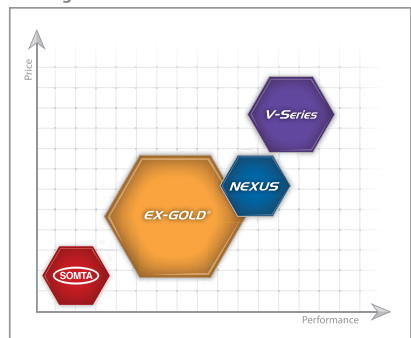 Price
V-SERIES
NEXUS
EX-GOLD®
SOMTA
Performance